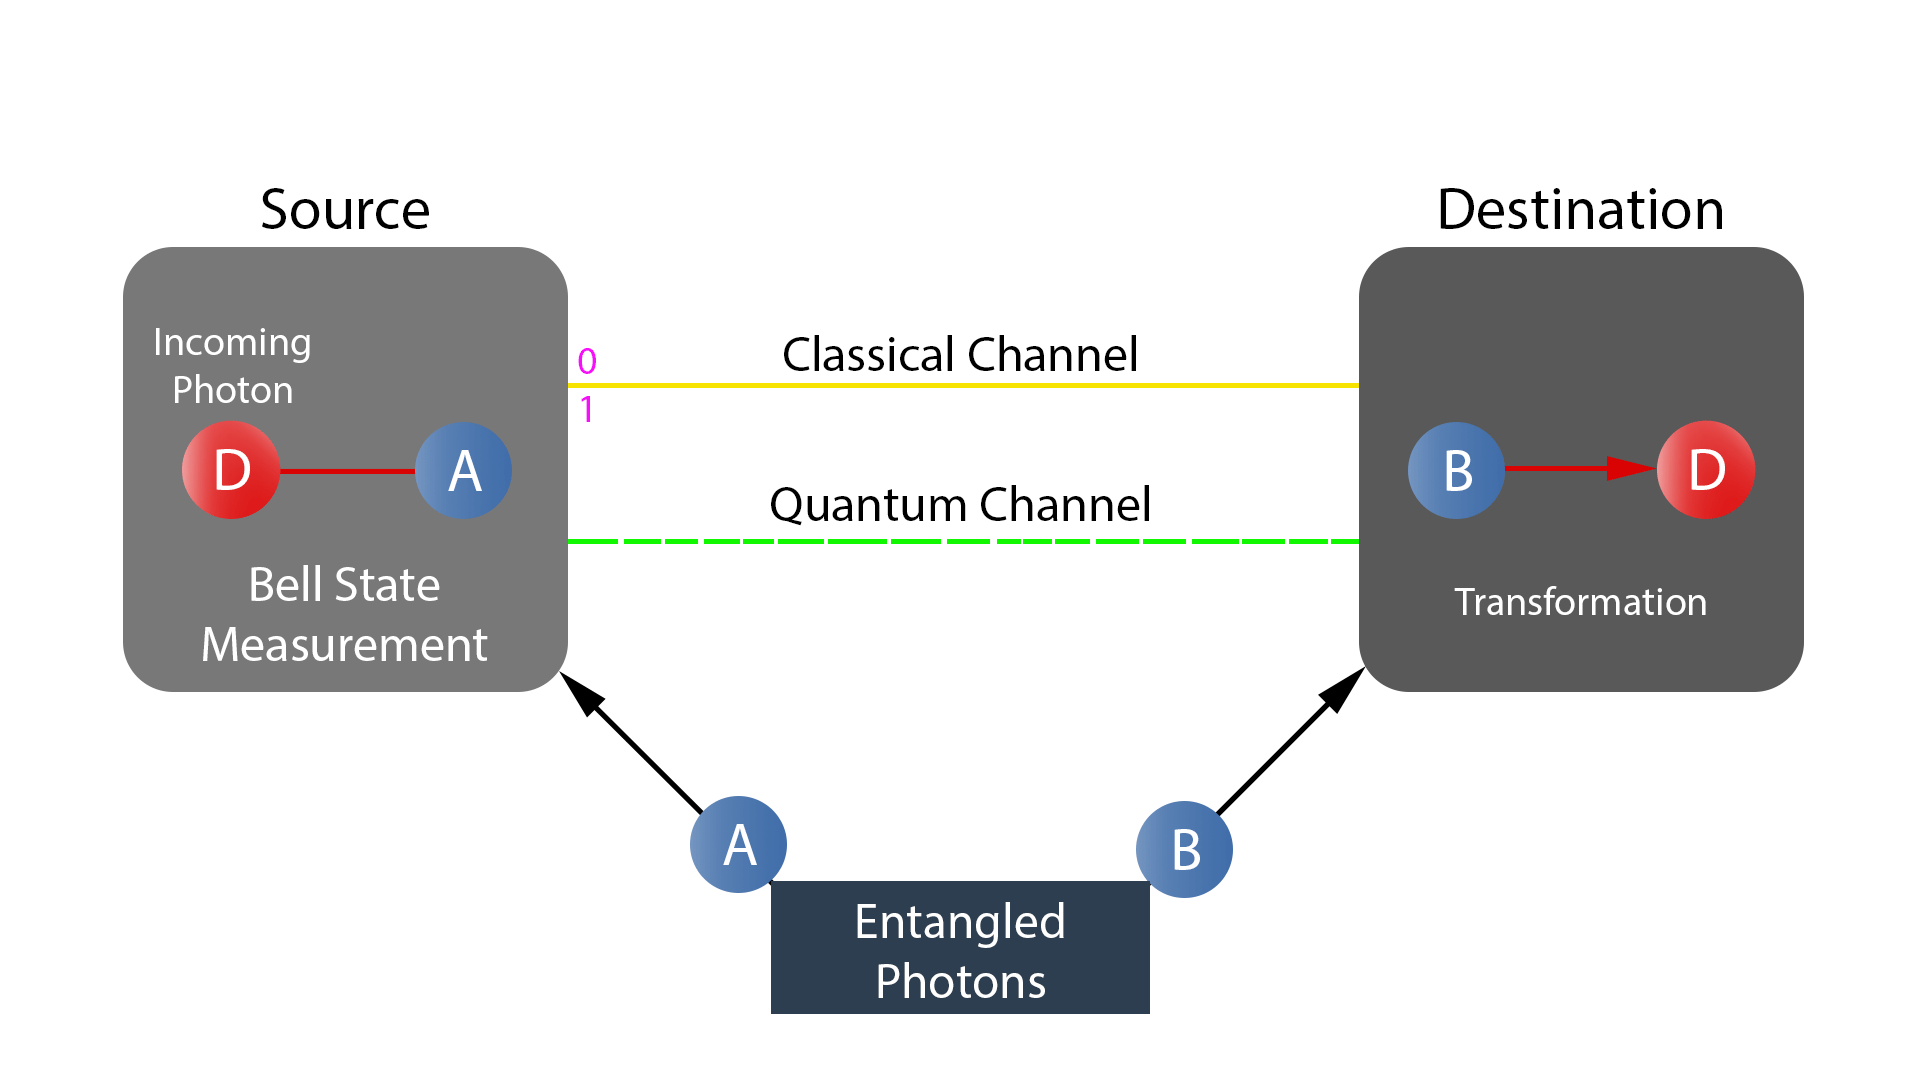 Source
Destination
Incoming
Photon
D
A
Bell State
Measurement
0
1
Classical Channel
Quantum Channel
B
D
Transformation
A
B
Entangled
Photons